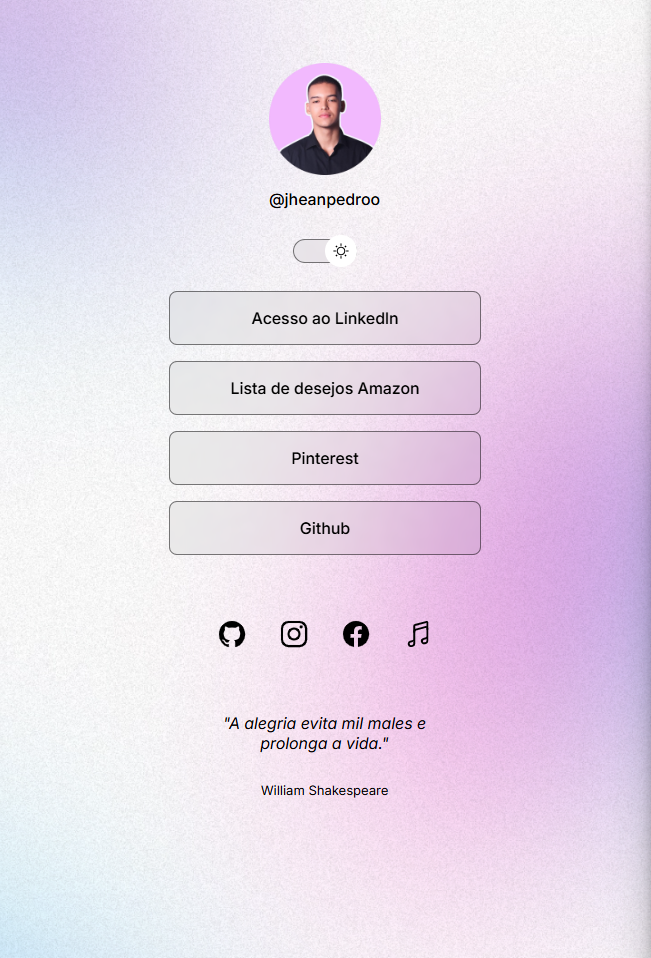 @jheanpedroo
Acesso ao LinkedIn
Lista de desejos Amazon
Pinterest
Github
"A alegria evita mil males e
prolonga a vida."
William Shakespeare